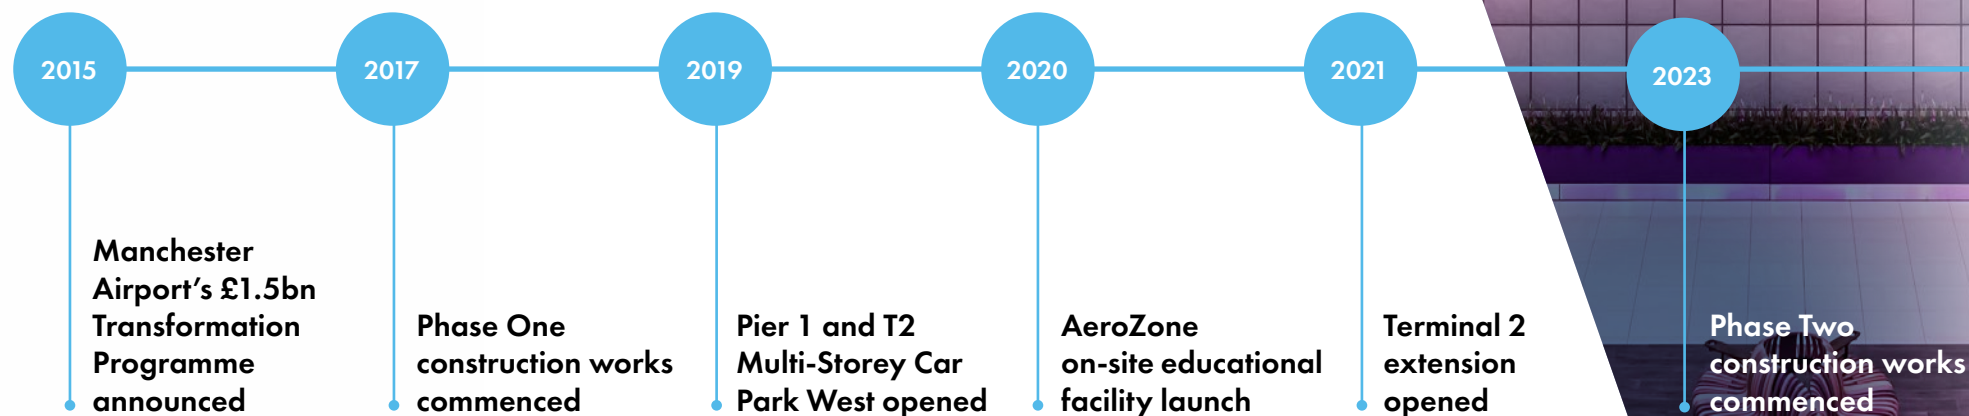 2015
2017
2019
2020
2021
2023
Manchester
Airport’s £1.5bn
Transformation
Programme
announced
Phase One
construction works
commenced
Pier 1 and T2
Multi-Storey Car
Park West opened
AeroZone
on-site educational
facility launch
Terminal 2
extension
opened
Phase Two
construction works
commenced